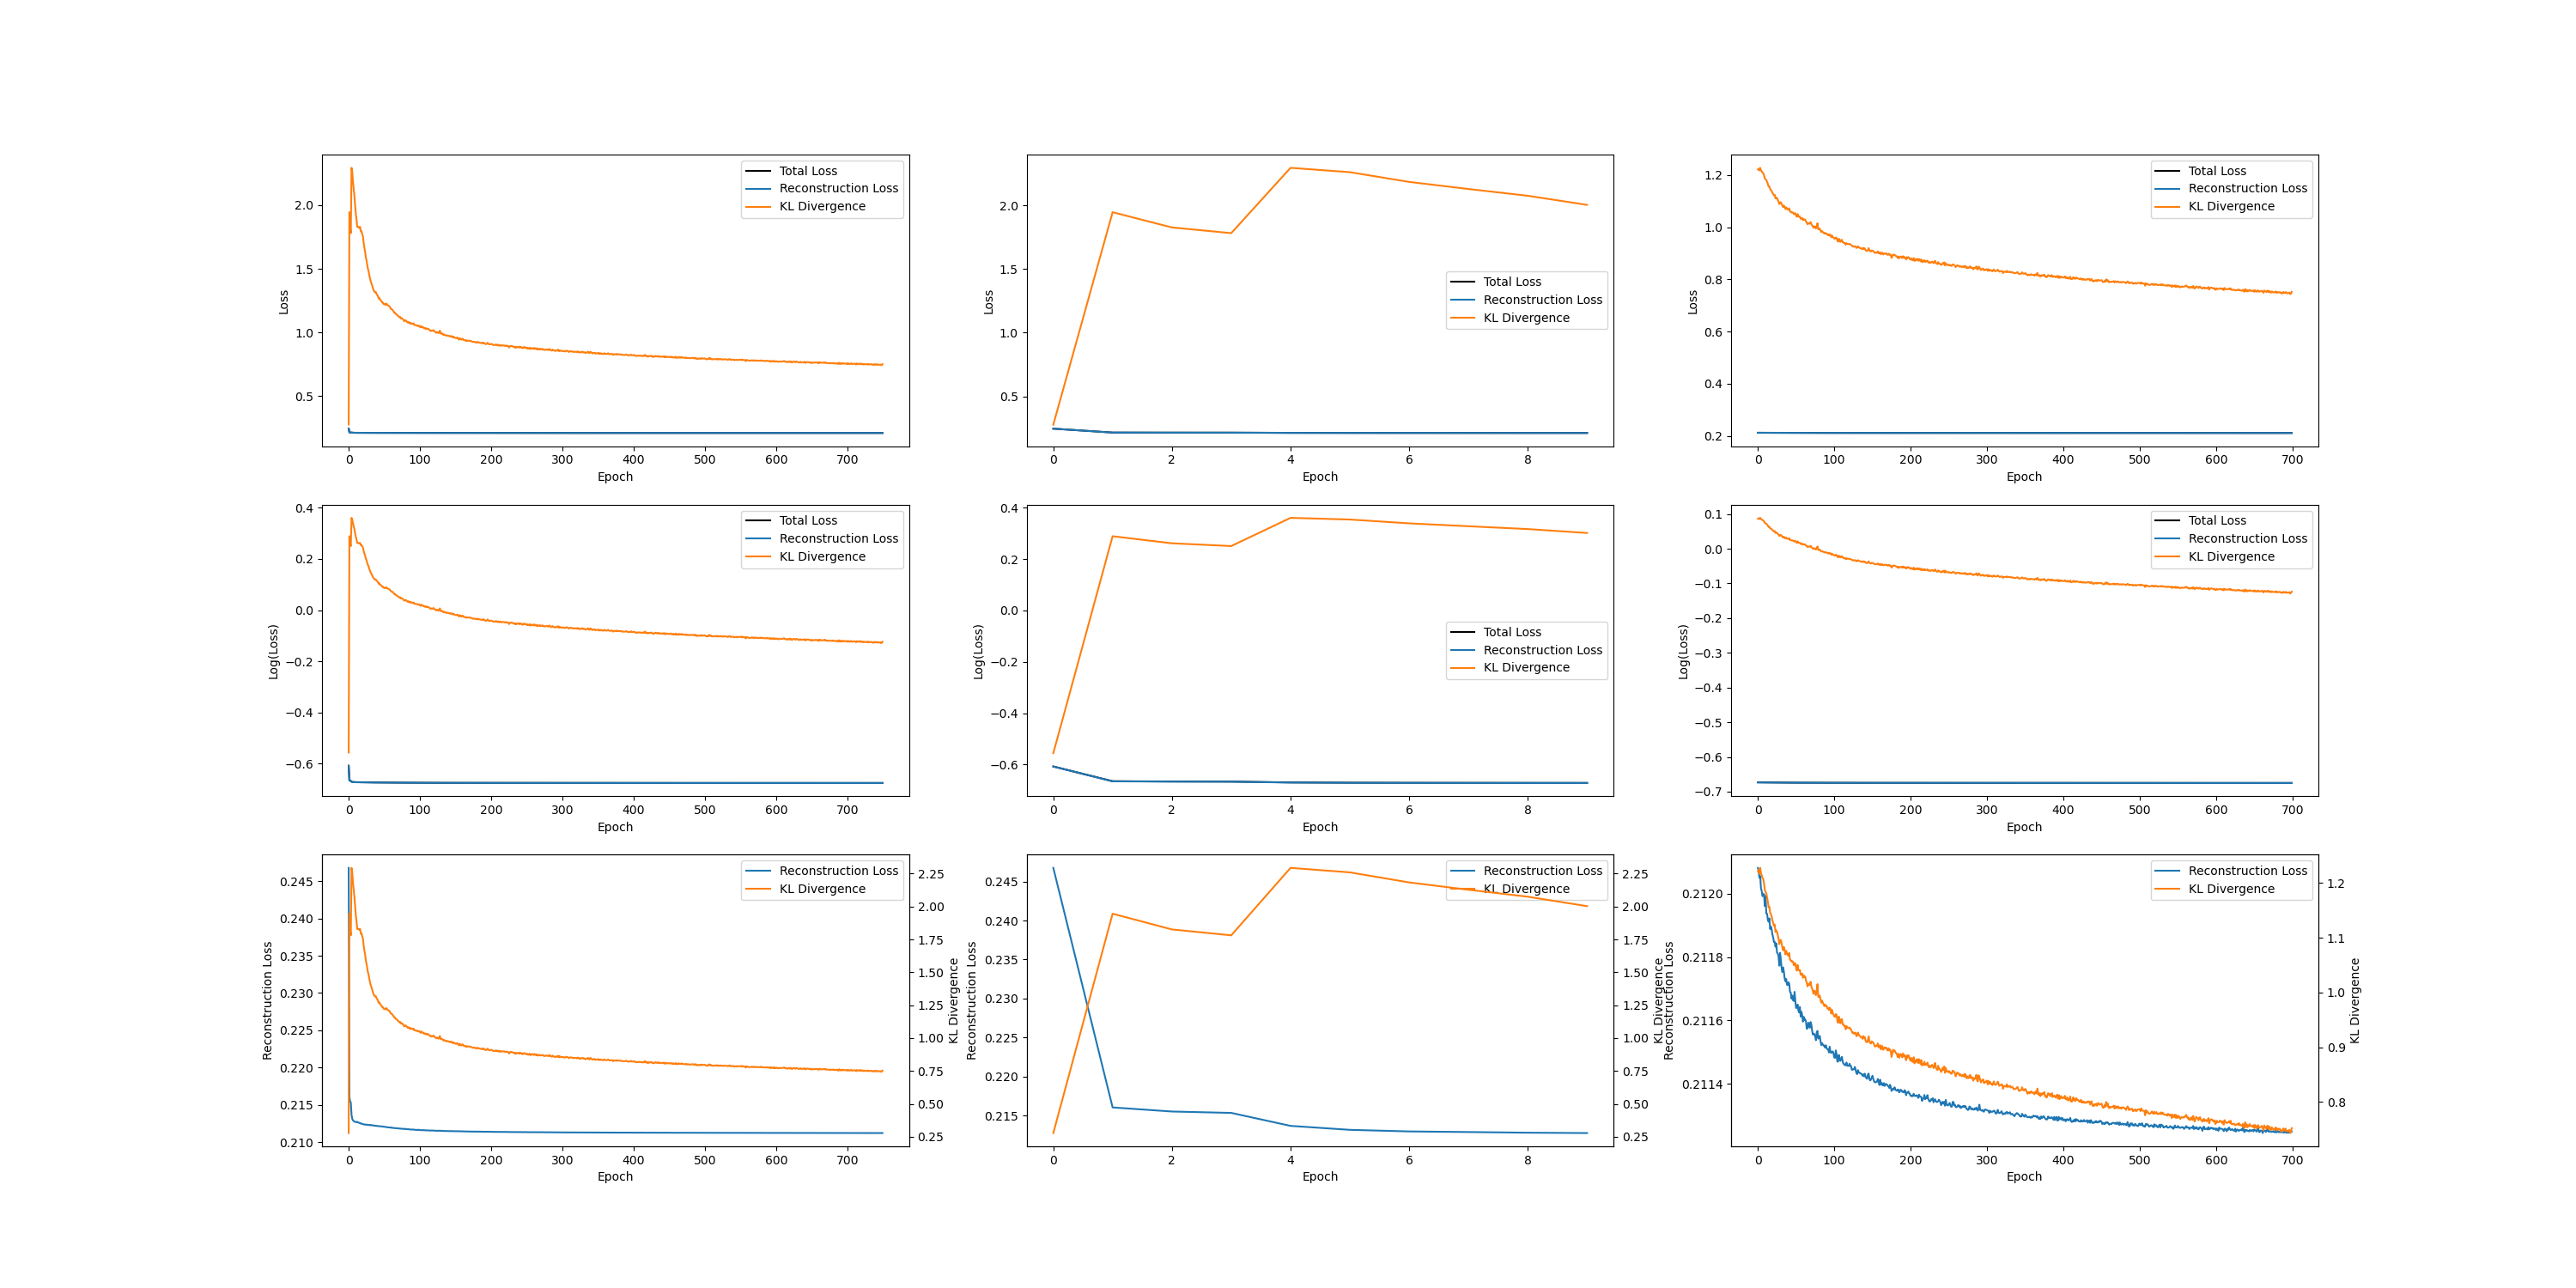 Total Loss
Reconstruction Loss
KL Divergence
2.0
1.5
1.0
0.5
Loss
0 100 200 300 400 500 600 700
Epoch
Total Loss
Reconstruction Loss
KL Divergence
2.0
1.5
1.0
0.5
Loss
0 2 4 6 8
Epoch
Total Loss
Reconstruction Loss
KL Divergence
1.2
1.0
0.8
0.6
0.4
0.2
Loss
0 100 200 300 400 500 600 700
Epoch
Total Loss
Reconstruction Loss
KL Divergence
0.4
0.2
0.0
−0.2
−0.4
−0.6
Log(Loss)
0 100 200 300 400 500 600 700
Epoch
Total Loss
Reconstruction Loss
KL Divergence
0.4
0.2
0.0
−0.2
−0.4
−0.6
Log(Loss)
0 2 4 6 8
Epoch
Total Loss
Reconstruction Loss
KL Divergence
0.1
0.0
−0.1
−0.2
−0.3
−0.4
−0.5
−0.6
−0.7
Log(Loss)
0 100 200 300 400 500 600 700
Epoch
Reconstruction Loss
KL Divergence
0.245
0.240
0.235
0.230
0.225
0.220
0.215
0.210
Reconstruction Loss
2.25
2.00
1.75
1.50
1.25
1.00
0.75
0.50
0.25
KL Divergence
0 100 200 300 400 500 600 700
Epoch
Reconstruction Loss
KL Divergence
0.245
0.240
0.235
0.230
0.225
0.220
0.215
Reconstruction Loss
2.25
2.00
1.75
1.50
1.25
1.00
0.75
0.50
0.25
KL Divergence
0 2 4 6 8
Epoch
Reconstruction Loss
KL Divergence
0.2120
0.2118
0.2116
0.2114
Reconstruction Loss
1.2
1.1
1.0
0.9
0.8
KL Divergence
0 100 200 300 400 500 600 700
Epoch